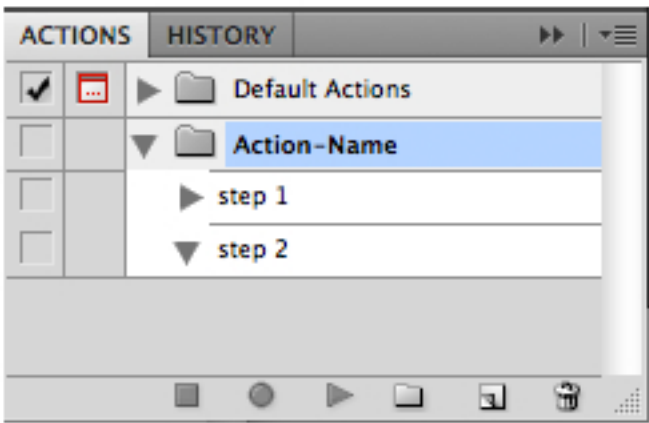 ACTIONS HISTORY
Default Actions
Action-Name
step 1
step 2